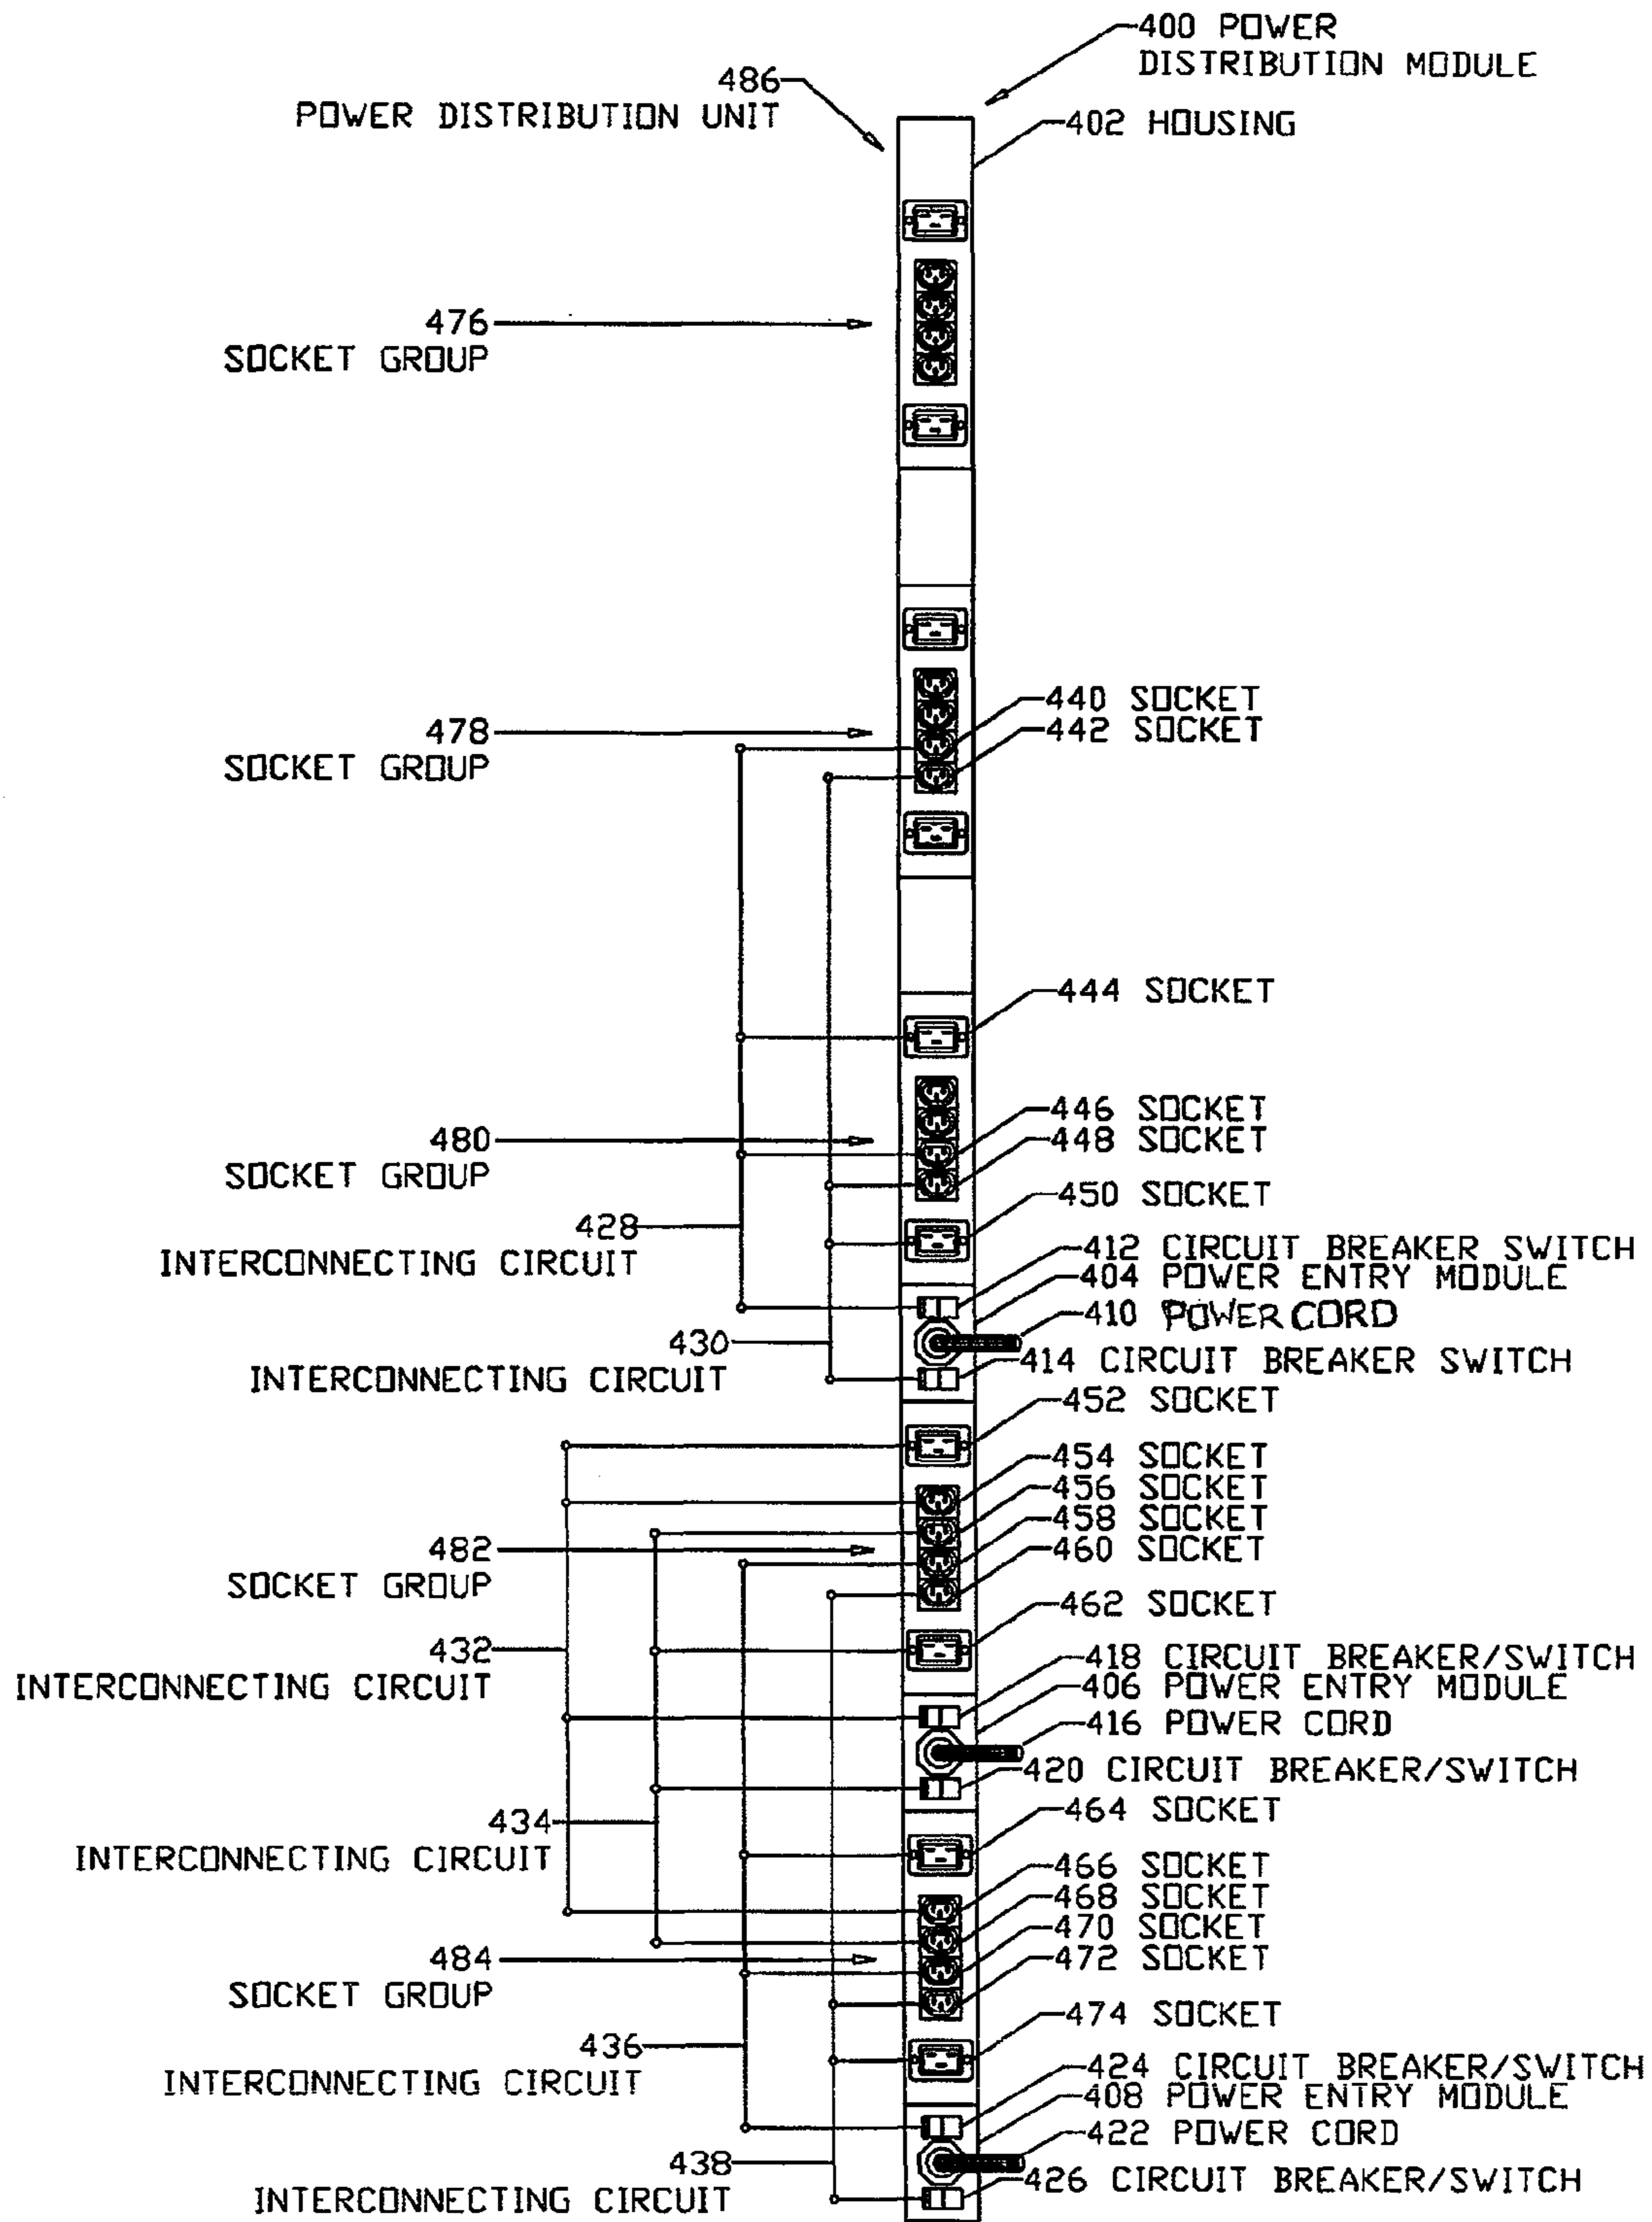 400 POWER
DISTRIBUTION MODULE
486
POWER DISTRIBUTION UNIT
402 HOUSING
476
SOCKET GROUP
440 SOCKET
442 SOCKET
478
SOCKET GROUP
444 SOCKET
446 SOCKET
448 SOCKET
480
SOCKET GROUP
450 SOCKET
428
INTERCONNECTING CIRCUIT
412 CIRCUIT BREAKER SWITCH
404 POWER ENTRY MODULE
410 POWER CORD
430
INTERCONNECTING CIRCUIT
414 CIRCUIT BREAKER SWITCH
452 SOCKET
454 SOCKET
456 SOCKET
458 SOCKET
460 SOCKET
482
SOCKET GROUP
462 SOCKET
432
INTERCONNECTING CIRCUIT
418 CIRCUIT BREAKER/SWITCH
406 POWER ENTRY MODULE
416 POWER CORD
420 CIRCUIT BREAKER/SWITCH
464 SOCKET
434
INTERCONNECTING CIRCUIT
466 SOCKET
468 SOCKET
470 SOCKET
472 SOCKET
484
SOCKET GROUP
474 SOCKET
436
INTERCONNECTING CIRCUIT
424 CIRCUIT BREAKER/SWITCH
408 POWER ENTRY MODULE
422 POWER CORD
438
INTERCONNECTING CIRCUIT
426 CIRCUIT BREAKER/SWITCH